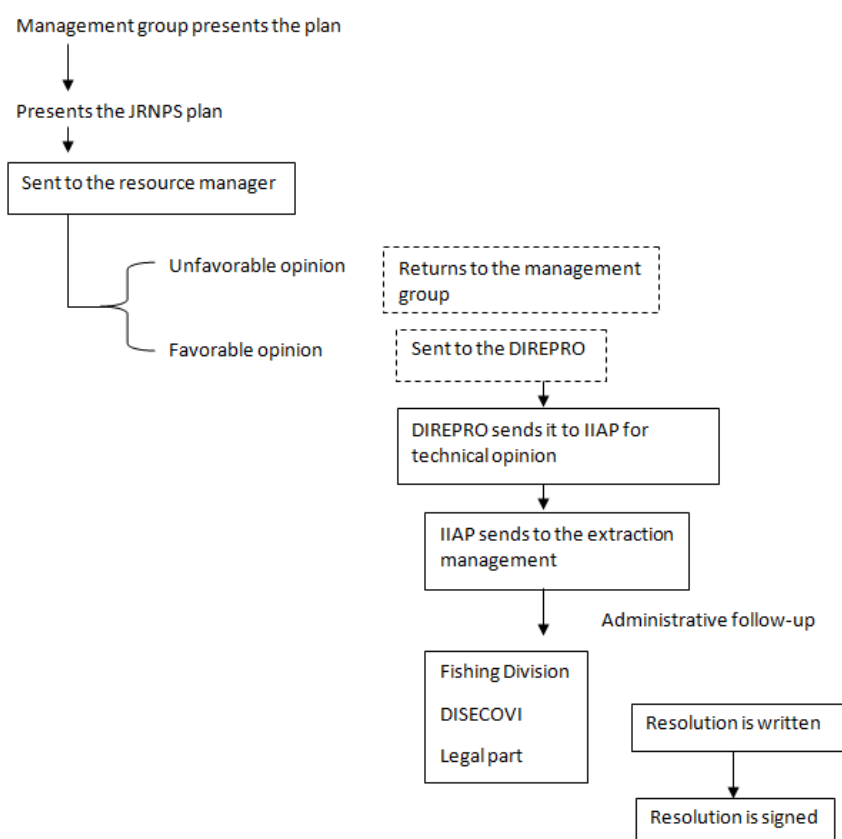 Management group presents the plan
Presents the JRNPS plan
Sent to the resource manager
Unfavorable opinion
Returns to the management
group
Favorable opinion
Sent to the DIREPRO
DIREPRO sends it to IIAP for
technical opinion
IIAP sends to the extraction
management
Administrative follow-up
Fishing Division
DISECOVI
Legal part
Resolution is written
Resolution is signed